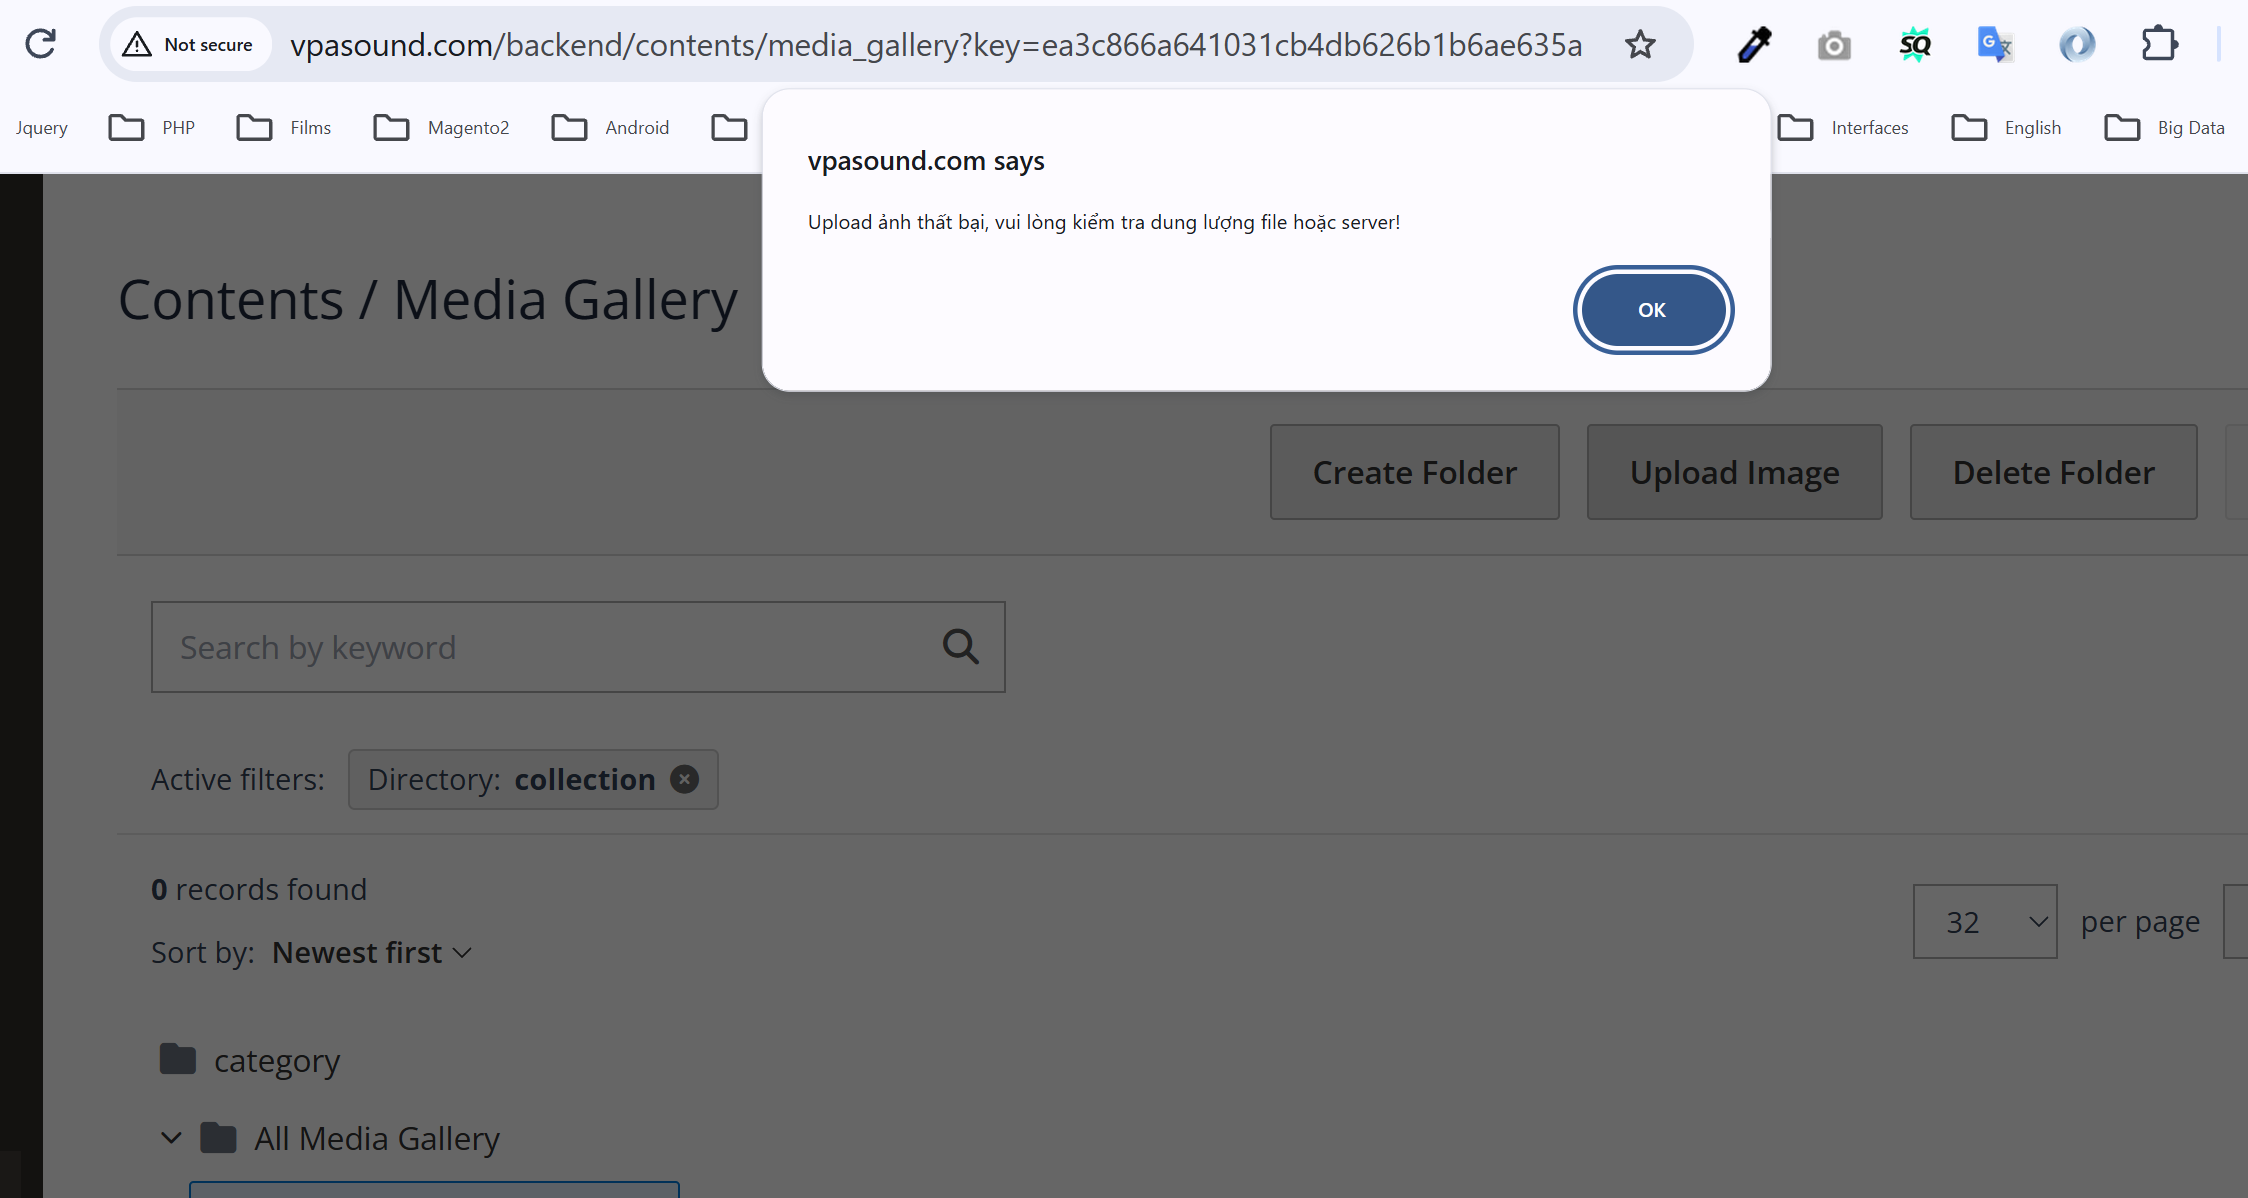 Not secure
vpasound.com/backend/contents/media_gallery?key=ea3c866a641031cb4db626b1b6ae635a
SQ
G
Jquery
PHP
Films
Magento2
Android
Interfaces
English
Big Data
vpasound.com says
Upload ảnh thất bại, vui lòng kiểm tra dung lượng file hoặc server!
OK
Contents / Media Gallery
Create Folder
Upload Image
Delete Folder
Search by keyword
Active filters:
Directory: collection
0 records found
32
per page
Sort by: Newest first
category
All Media Gallery